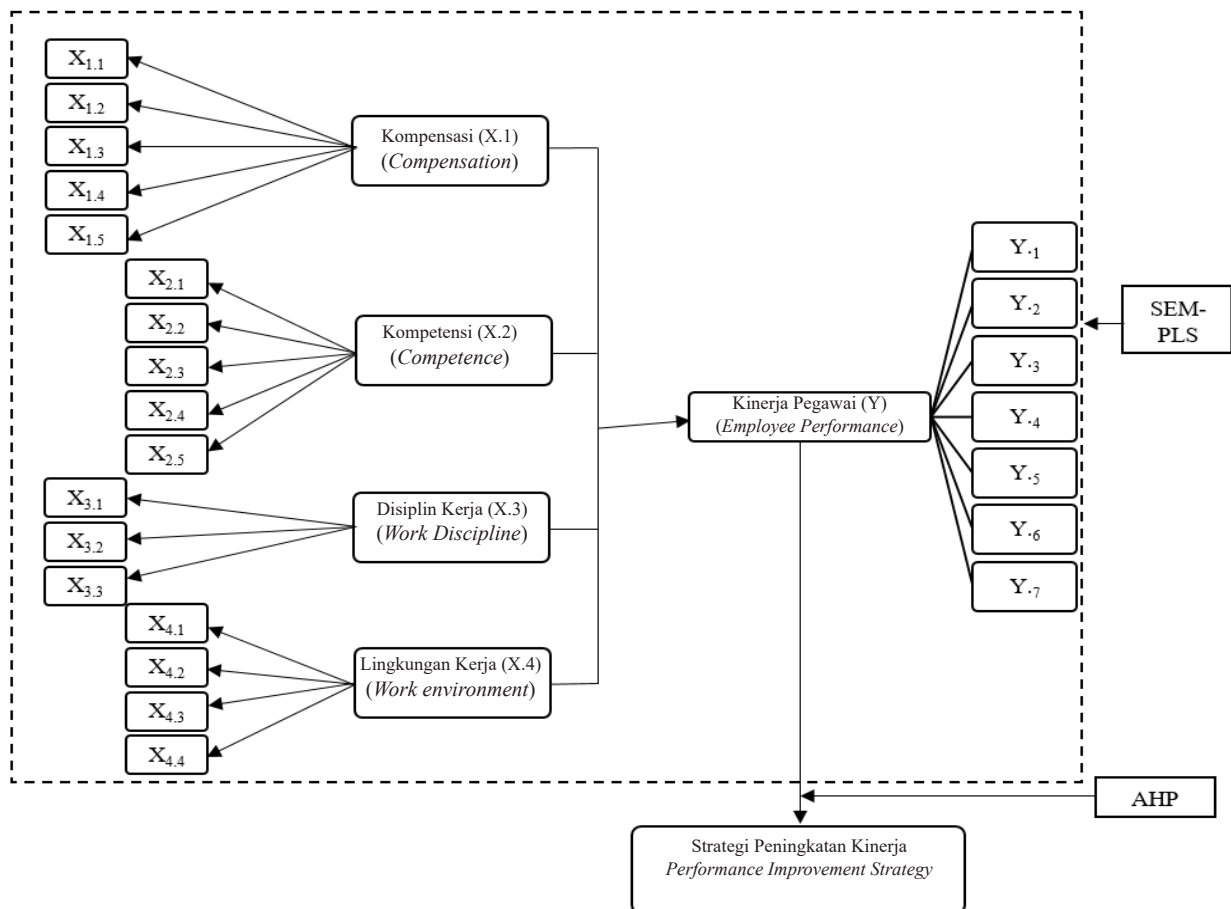 X1.1
X1.2
X1.3
X1.4
X1.5
Kompensasi (X.1)
(Compensation)
X2.1
X2.2
X2.3
X2.4
X2.5
Kompetensi (X.2)
(Competence)
X3.1
X3.2
X3.3
Disiplin Kerja (X.3)
(Work Discipline)
X4.1
X4.2
X4.3
X4.4
Lingkungan Kerja (X.4)
(Work environment)
Kinerja Pegawai (Y)
(Employee Performance)
Y.1
Y.2
Y.3
Y.4
Y.5
Y.6
Y.7
SEM-
PLS
AHP
Strategi Peningkatan Kinerja
Performance Improvement Strategy